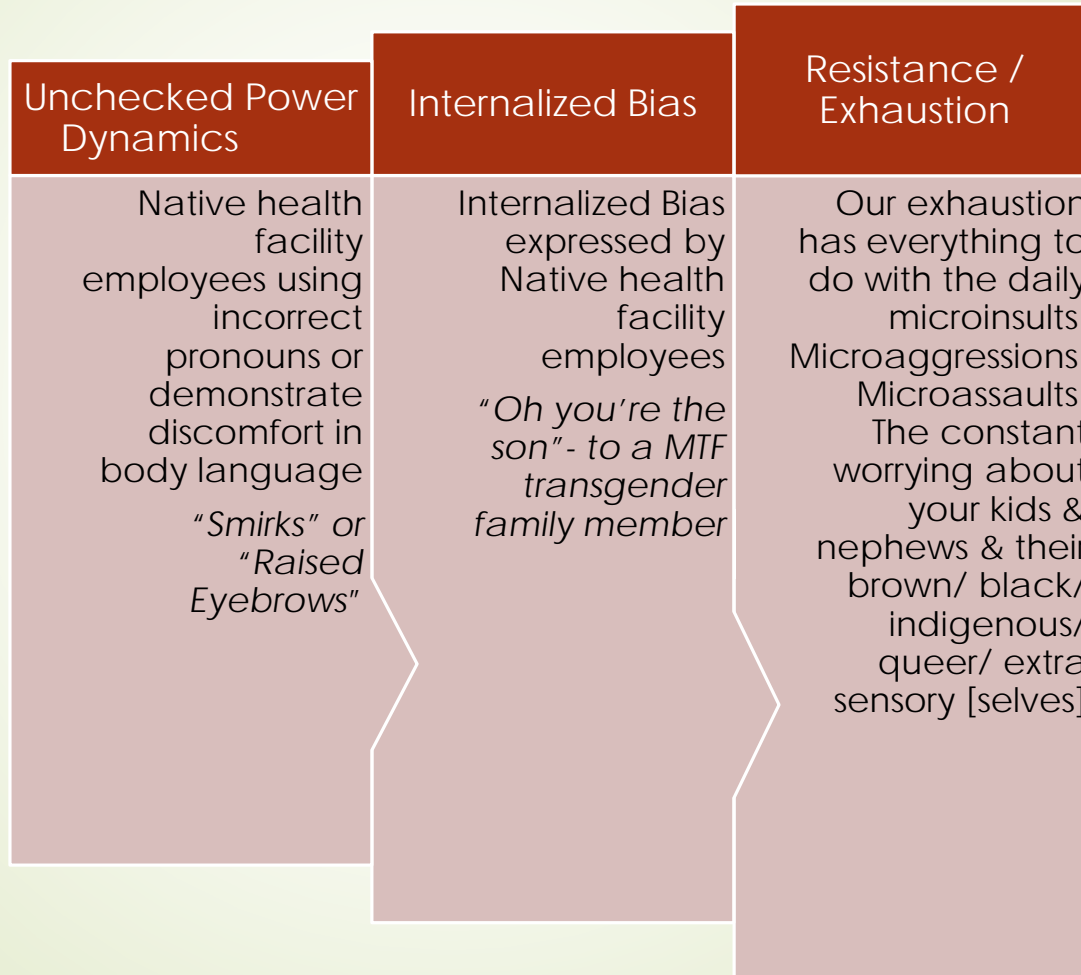 Unchecked Power
Dynamics
Native health
facility
employees using
incorrect
pronouns or
demonstrate
discomfort in
body language
“Smirks” or
“Raised
Eyebrows”
Internalized Bias
Internalized Bias
expressed by
Native health
facility
employees
“Oh you’re the
son”- to a MTF
transgender
family member
Resistance /
Exhaustion
Our exhaustion
has everything to
do with the daily
microinsults
Microaggressions
Microassaults
The constant
worrying about
your kids &
nephews & their
brown/ black/
indigenous/
queer/ extra
sensory [selves]